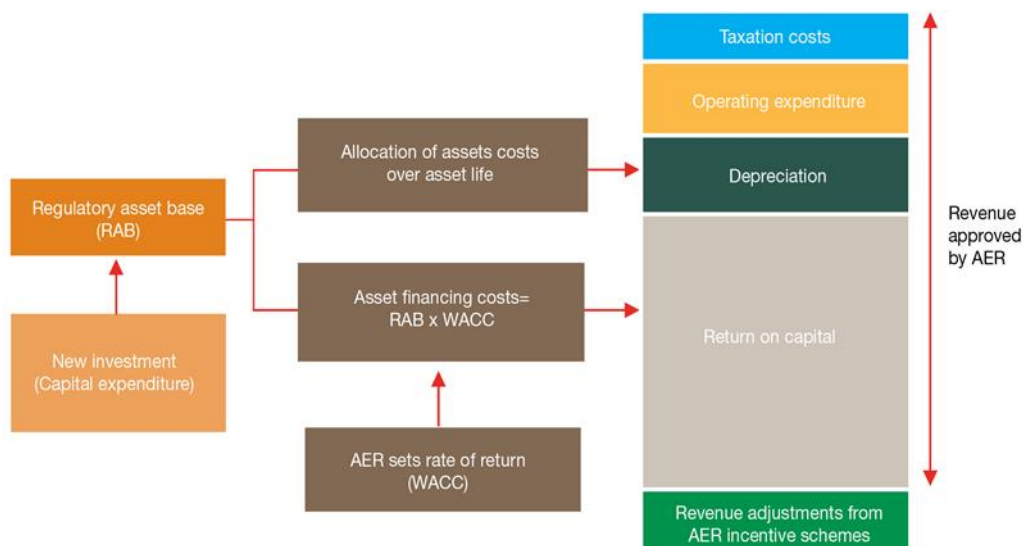 Taxation costs
Operating expenditure
Allocation of assets costs
over asset life
Depreciation
Regulatory asset base
(RAB)
Revenue
approved
by AER
Asset financing costs=
RAB x WACC
Return on capital
New investment
(Capital expenditure)
AER sets rate of return
(WACC)
Revenue adjustments from
AER incentive schemes